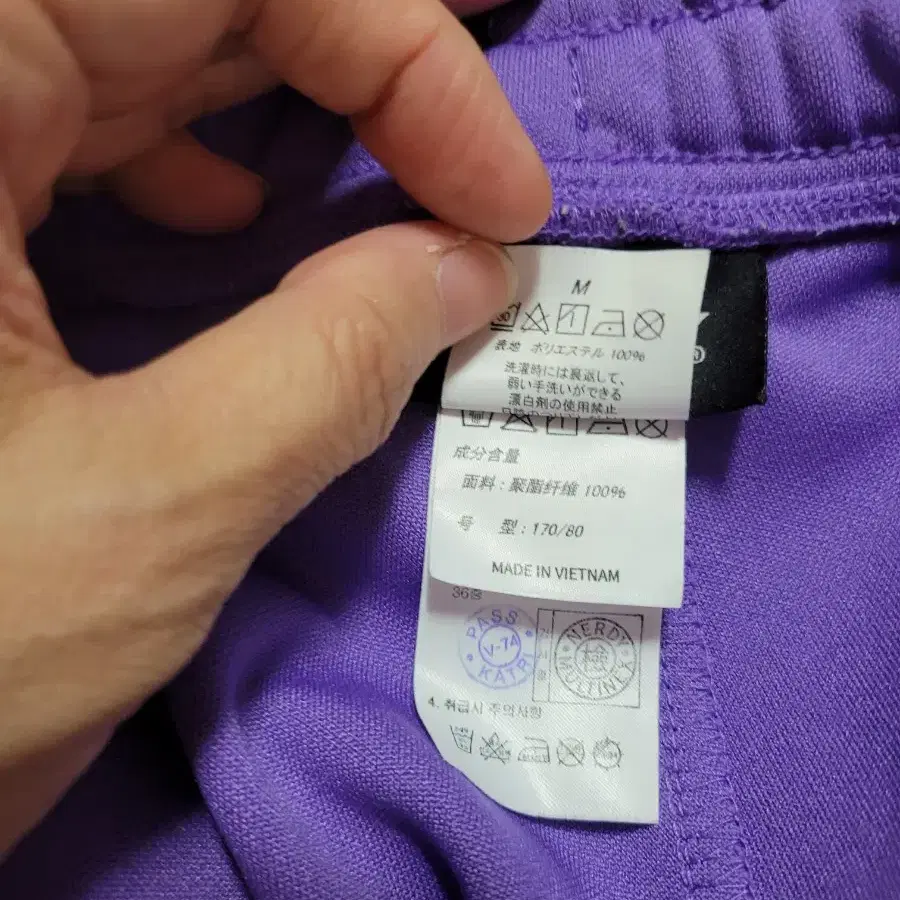 M
表地 ポリエステル 100%
洗濯時には裏返して、
弱い手洗いができる
漂白剤の使用禁止
成分含量
面料 : 聚酯纤维 100%
号 型 : 170/80
MADE IN VIETNAM
PASS
V-74
KATRI
NERDY
MULTINEX
4. 취급시 주의사항